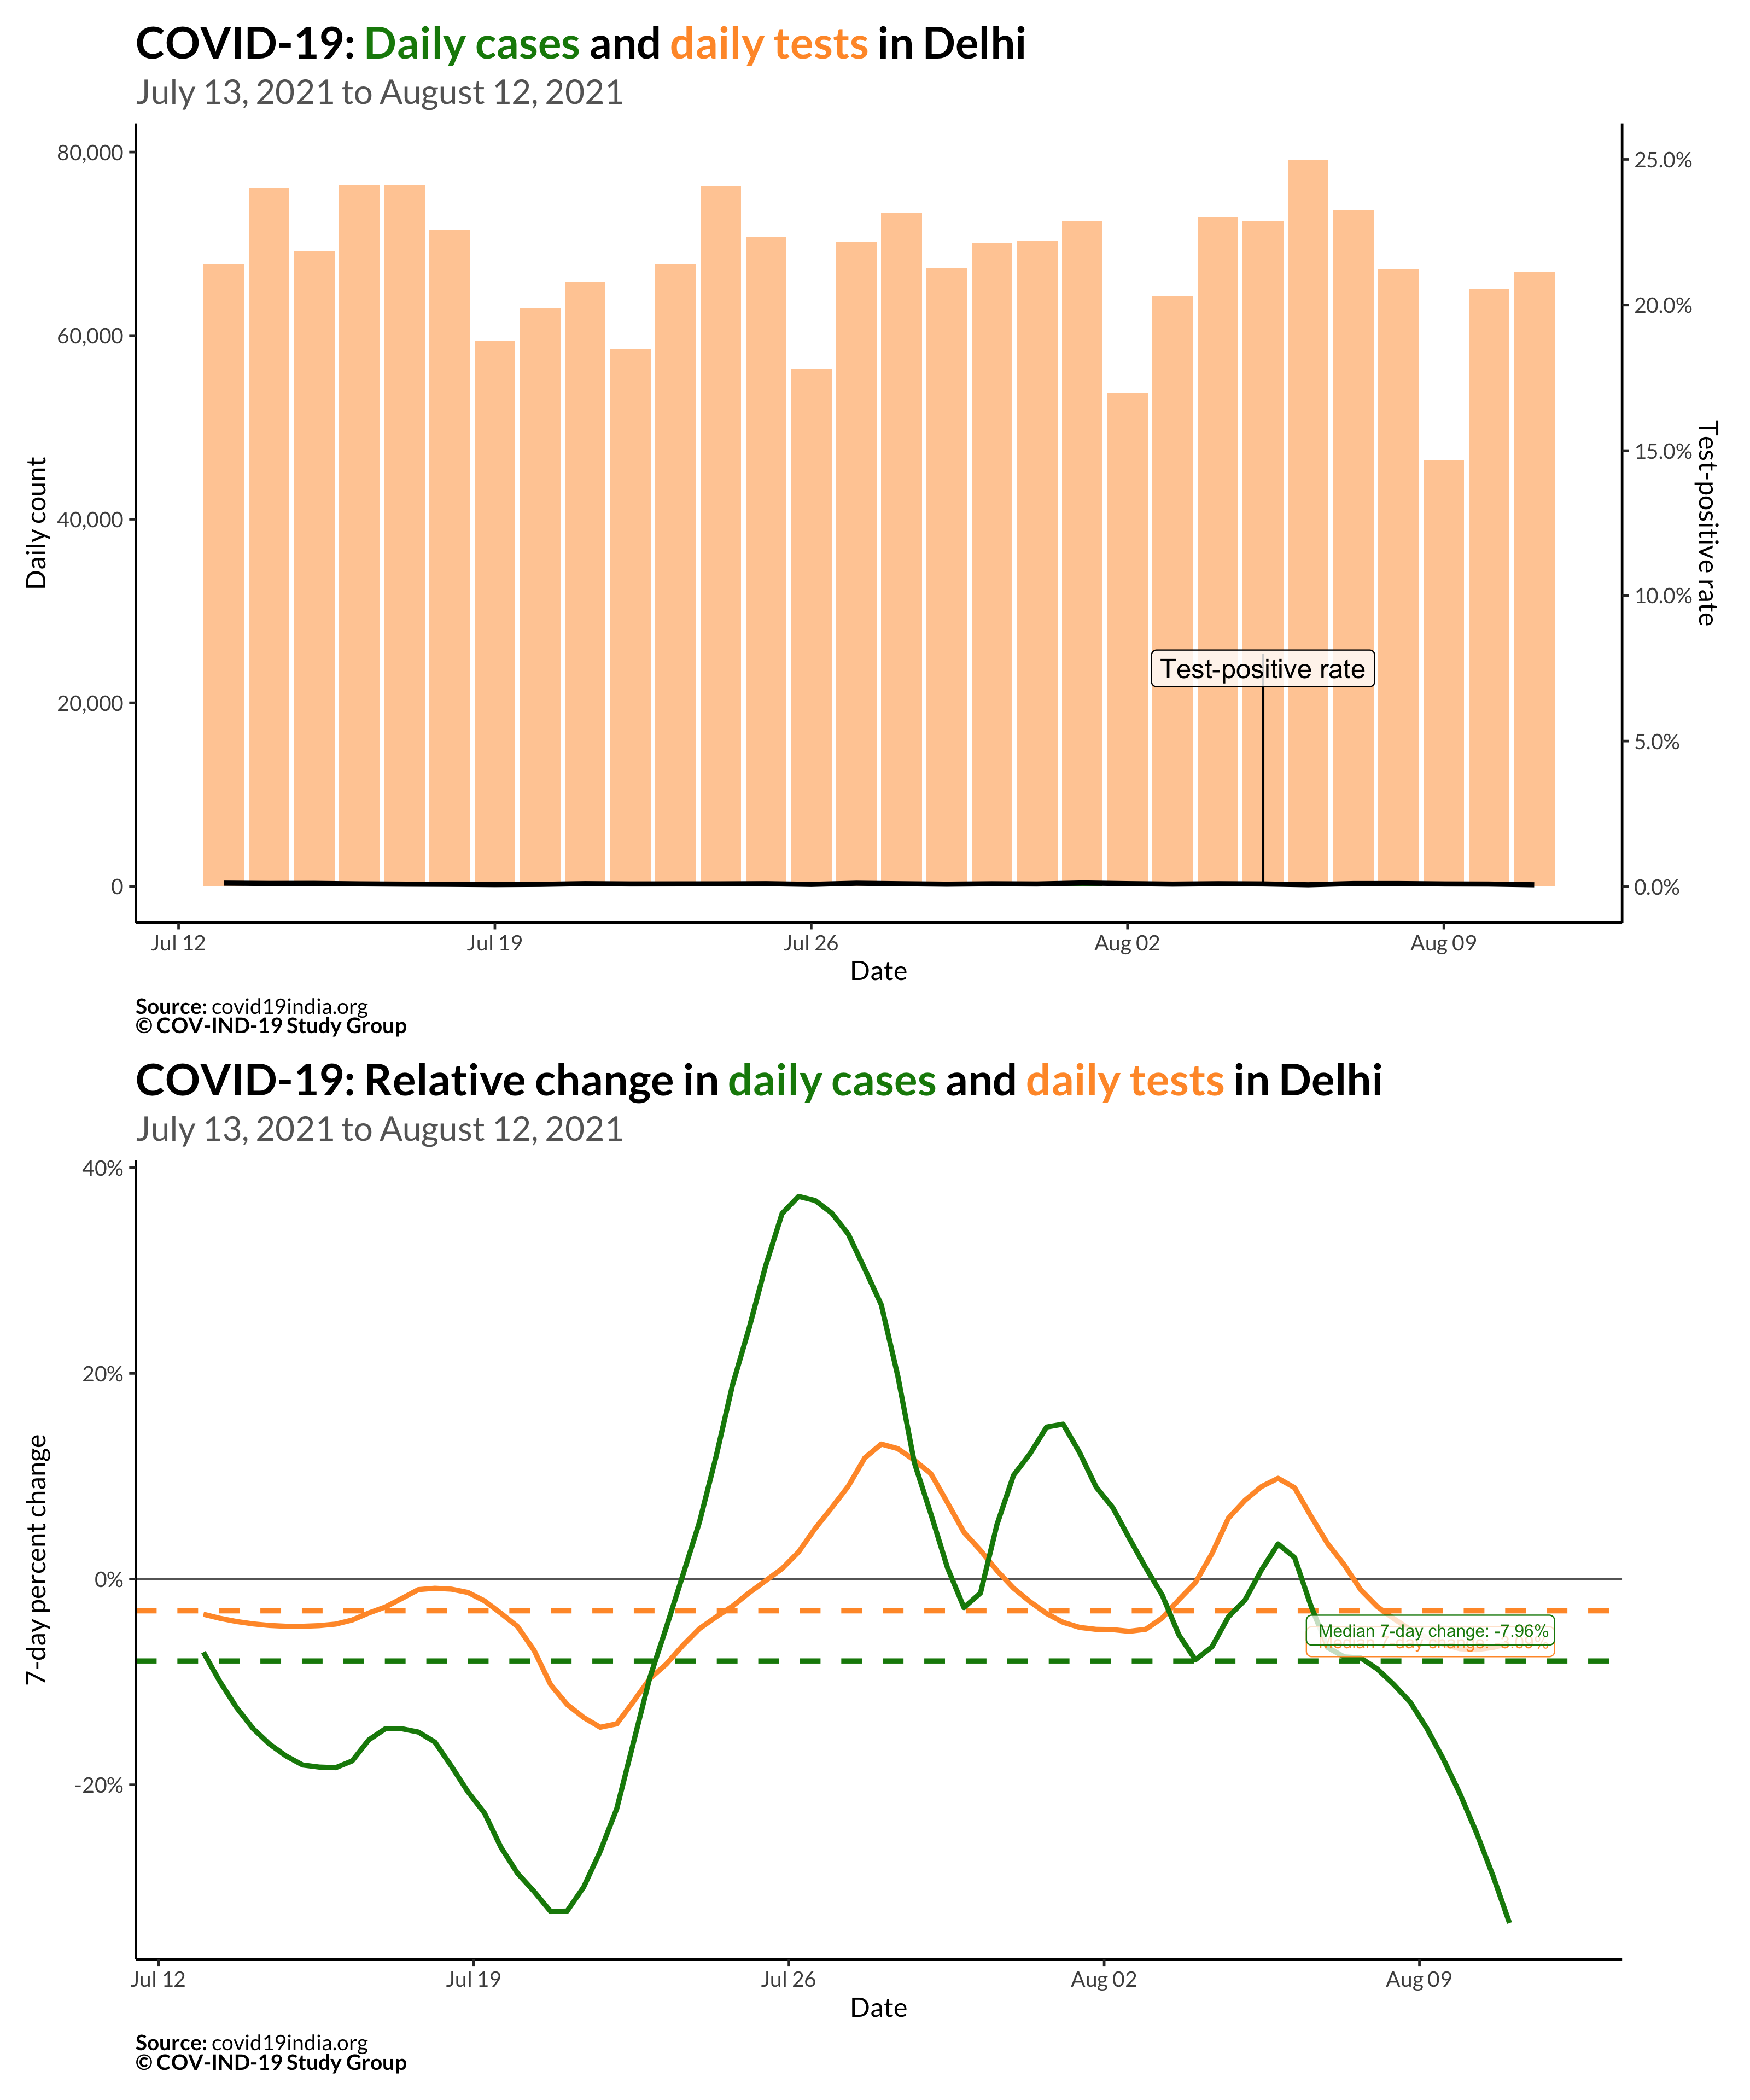 COVID-19: Daily cases and daily tests in Delhi
July 13, 2021 to August 12, 2021
80,000
60,000
40,000
20,000
0
Daily count
25.0%
20.0%
15.0%
10.0%
5.0%
0.0%
Test-positive rate
Test-positive rate
Jul 12
Jul 19
Jul 26
Aug 02
Aug 09
Date
Source: covid19india.org
© COV-IND-19 Study Group
COVID-19: Relative change in daily cases and daily tests in Delhi
July 13, 2021 to August 12, 2021
40%
20%
0%
-20%
7-day percent change
Median 7-day change: -7.96%
Median 7-day change:
Jul 12
Jul 19
Jul 26
Aug 02
Aug 09
Date
Source: covid19india.org
© COV-IND-19 Study Group